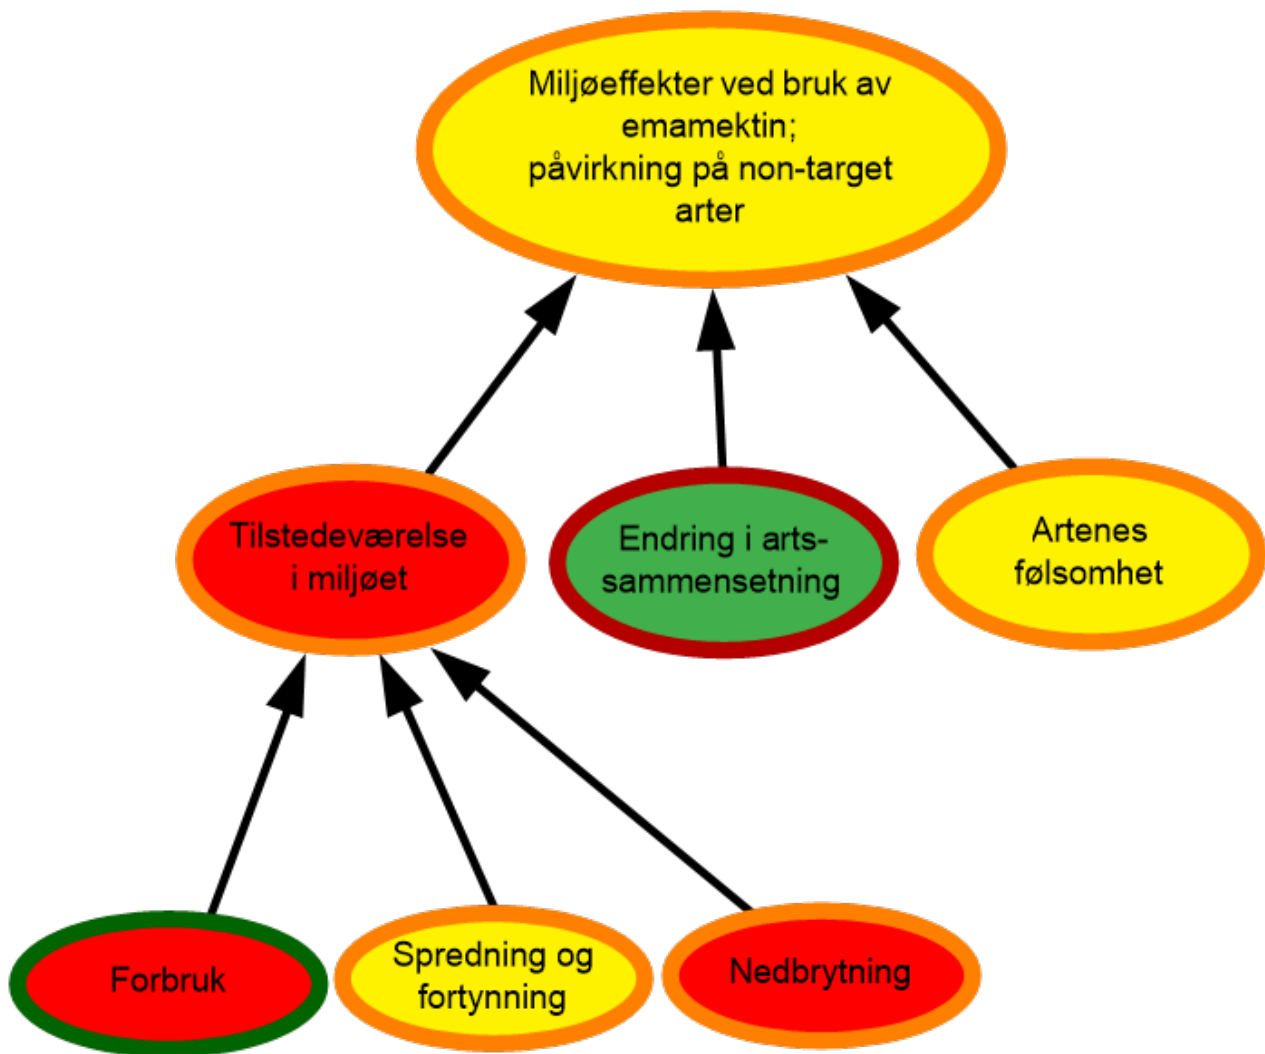 Miljøeffekter ved bruk av
emamektin;
påvirkning på non-target
arter
Tilstedeværelse
i miljøet
Endring i arts-
sammensetning
Artenes
følsomhet
Forbruk
Spredning og
fortynning
Nedbrytning